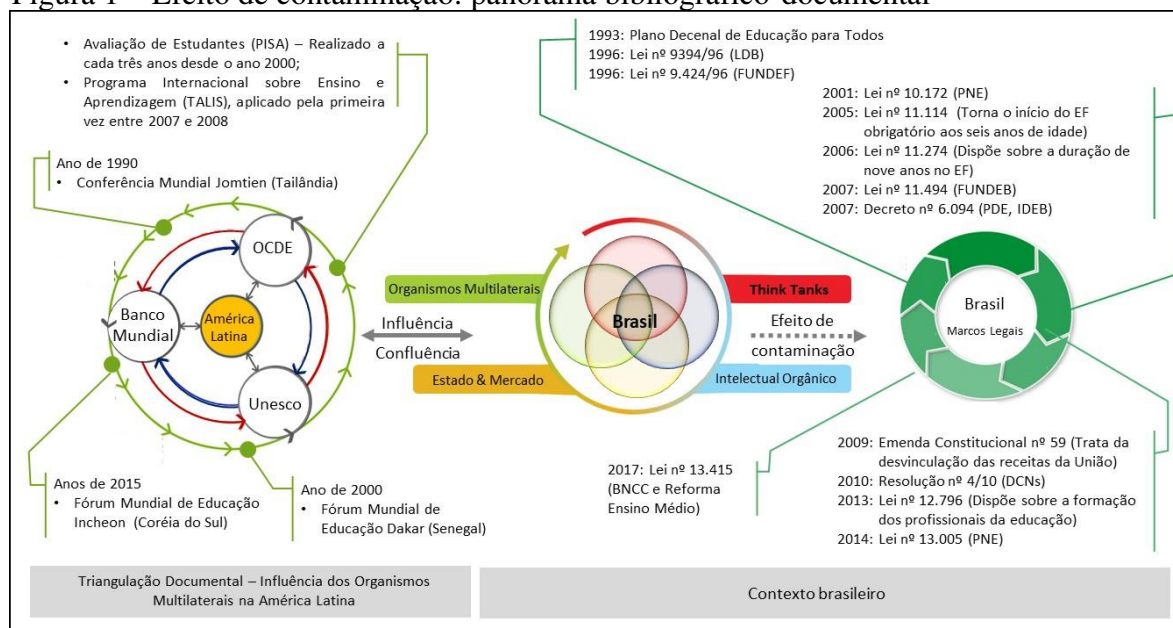 Figura 1 – Efeito de contaminação: panorama bibliográfico-documental
• Avaliação de Estudantes (PISA) – Realizado a
cada três anos desde o ano 2000;
• Programa Internacional sobre Ensino e
Aprendizagem (TALIS), aplicado pela primeira
vez entre 2007 e 2008
Ano de 1990
• Conferência Mundial Jomtien (Tailândia)
OCDE
Banco
Mundial
América
Latina
Unesco
Anos de 2015
• Fórum Mundial de Educação
Incheon (Coréia do Sul)
Ano de 2000
• Fórum Mundial de
Educação Dakar (Senegal)
Triangulação Documental – Influência dos Organismos
Multilaterais na América Latina
Influência
Confluência
Organismos Multilaterais
Think Tanks
Brasil
Estado & Mercado
Intelectual Orgânico
Efeito de
contaminação
1993: Plano Decenal de Educação para Todos
1996: Lei nº 9394/96 (LDB)
1996: Lei nº 9.424/96 (FUNDEF)
2001: Lei nº 10.172 (PNE)
2005: Lei nº 11.114 (Torna o início do EF
obrigatório aos seis anos de idade)
2006: Lei nº 11.274 (Dispõe sobre a duração de
nove anos no EF)
2007: Lei nº 11.494 (FUNDEB)
2007: Decreto nº 6.094 (PDE, IDEB)
Brasil
Marcos Legais
2017: Lei nº 13.415
(BNCC e Reforma
Ensino Médio)
2009: Emenda Constitucional nº 59 (Trata da
desvinculação das receitas da União)
2010: Resolução nº 4/10 (DCNs)
2013: Lei nº 12.796 (Dispõe sobre a formação
dos profissionais da educação)
2014: Lei nº 13.005 (PNE)
Contexto brasileiro